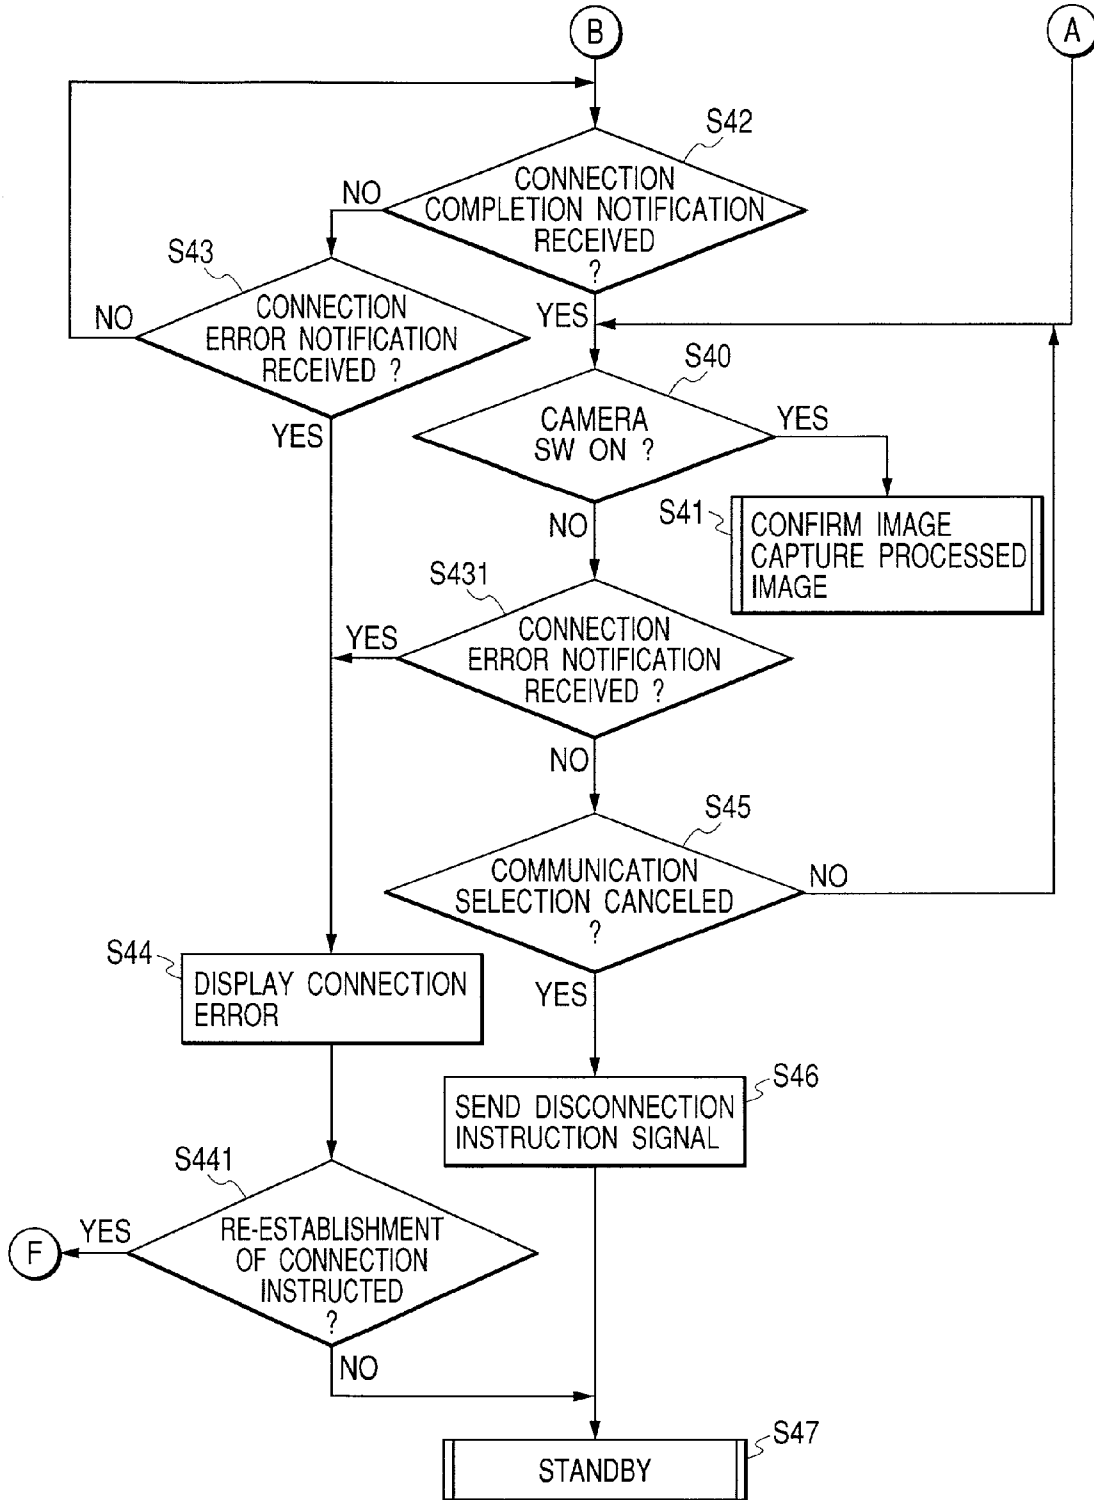 B
A
S42
CONNECTION
COMPLETION NOTIFICATION
RECEIVED
?
NO
YES
S43
CONNECTION
ERROR NOTIFICATION
RECEIVED ?
NO
YES
S40
CAMERA
SW ON ?
YES
NO
S41
CONFIRM IMAGE
CAPTURE PROCESSED
IMAGE
S431
CONNECTION
ERROR NOTIFICATION
RECEIVED ?
YES
NO
S45
COMMUNICATION
SELECTION CANCELED
?
NO
YES
S44
DISPLAY CONNECTION
ERROR
S46
SEND DISCONNECTION
INSTRUCTION SIGNAL
S441
RE-ESTABLISHMENT
OF CONNECTION
INSTRUCTED
?
YES
F
NO
S47
STANDBY